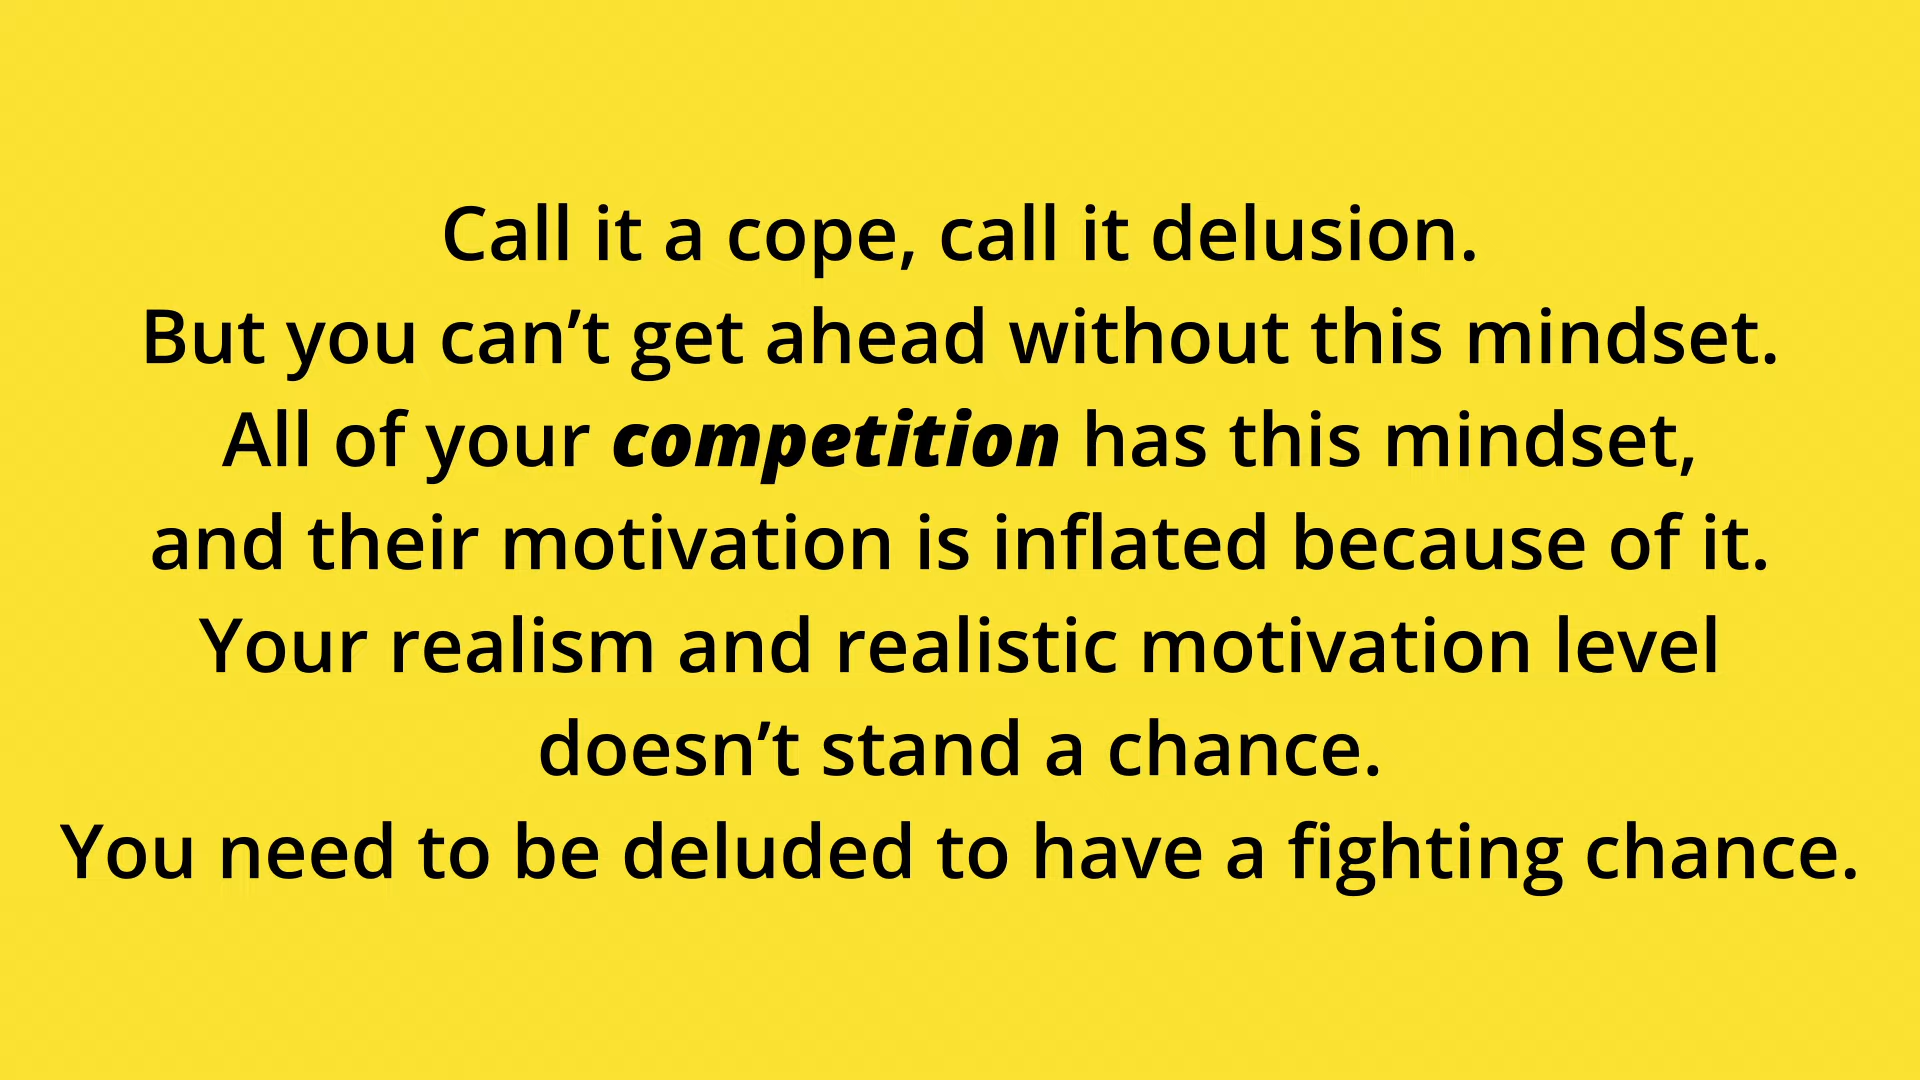 Call it a cope, call it delusion.
But you can’t get ahead without this mindset.
All of your competition has this mindset,
and their motivation is inflated because of it.
Your realism and realistic motivation level
doesn’t stand a chance.
You need to be deluded to have a fighting chance.